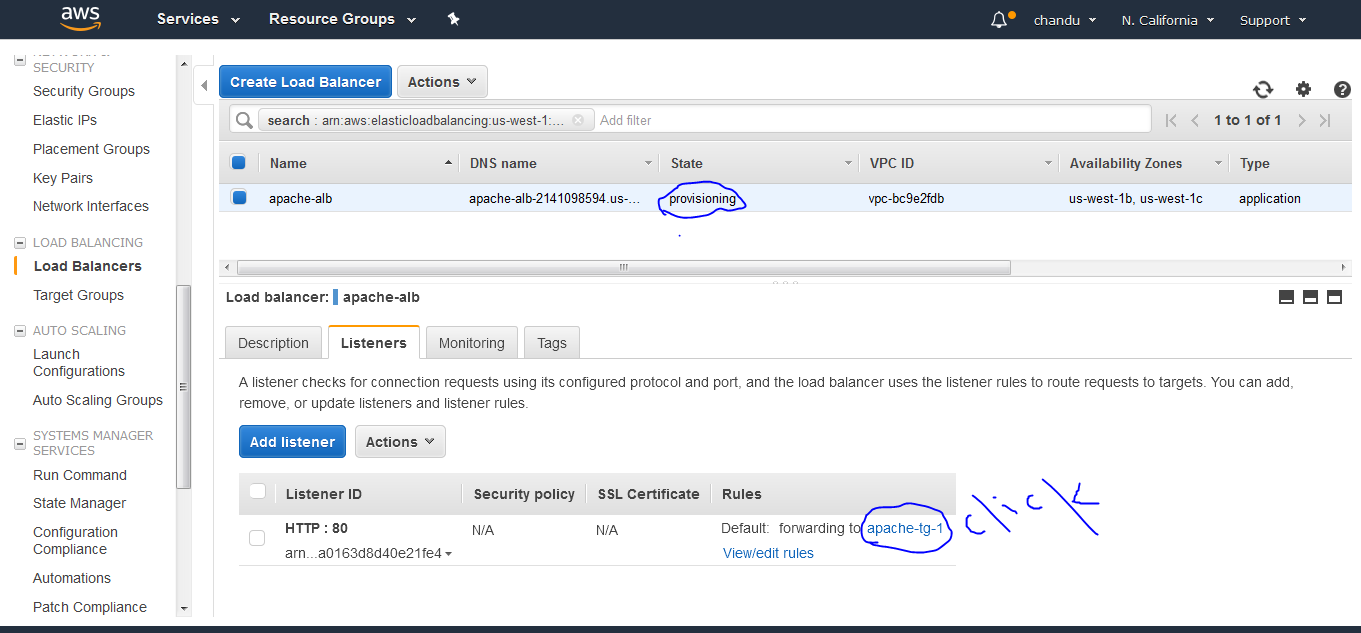 aws Services Resource Groups chandu N. California Support
SECURITY
Security Groups
Elastic IPs
Placement Groups
Key Pairs
Network Interfaces
LOAD BALANCING
Load Balancers
Target Groups
AUTO SCALING
Launch
Configurations
Auto Scaling Groups
SYSTEMS MANAGER
SERVICES
Run Command
State Manager
Configuration
Compliance
Automations
Patch Compliance
Create Load Balancer Actions
search : arn:aws:elasticloadbalancing:us-west-1:... Add filter 1 to 1 of 1
Name DNS name State VPC ID Availability Zones Type
apache-alb apache-alb-2141098594.us-... provisioning vpc-bc9e2fdb us-west-1b, us-west-1c application
Load balancer: apache-alb
Description Listeners Monitoring Tags
A listener checks for connection requests using its configured protocol and port, and the load balancer uses the listener rules to route requests to targets. You can add,
remove, or update listeners and listener rules.
Add listener Actions
Listener ID Security policy SSL Certificate Rules
HTTP : 80 N/A N/A Default: forwarding to apache-tg-1 click
arn...a0163d8d40e21fe4 View/edit rules